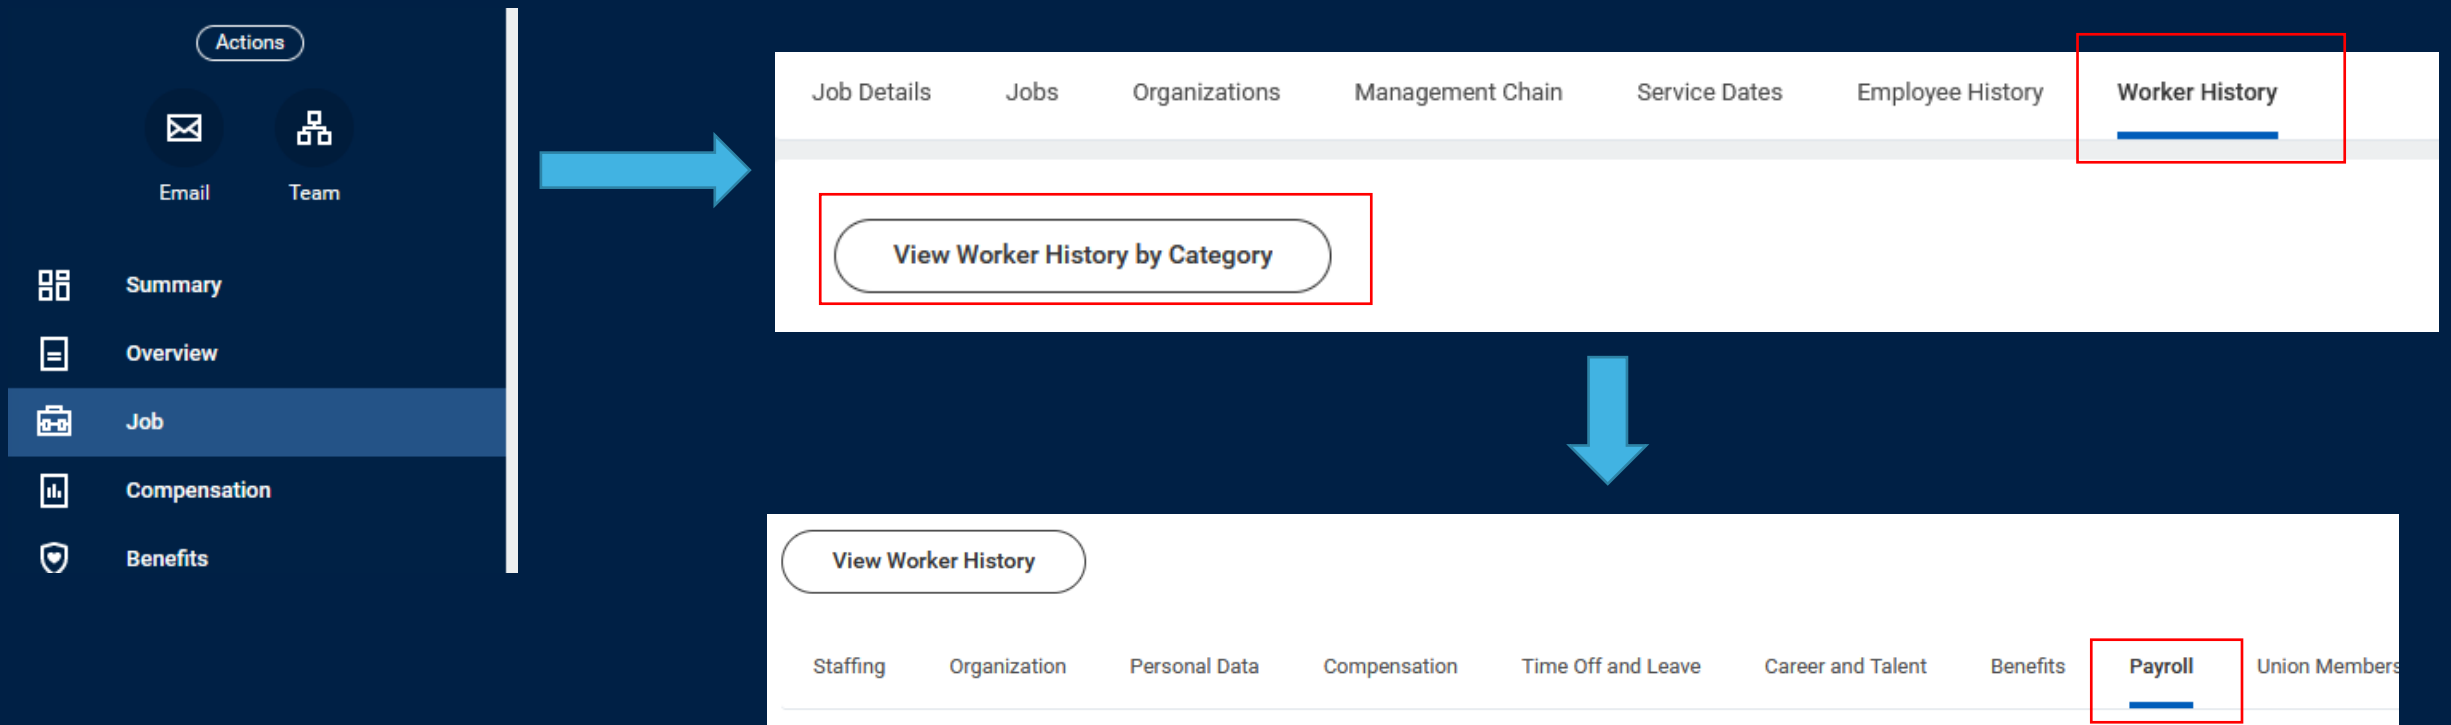 Actions
Email Team
Summary
Overview
Job
Compensation
Benefits
Job Details Jobs Organizations Management Chain Service Dates Employee History Worker History
View Worker History by Category
View Worker History
Staffing Organization Personal Data Compensation Time Off and Leave Career and Talent Benefits Payroll Union Members